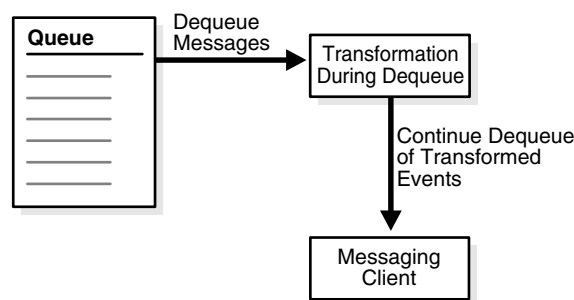 Queue
Dequeue
Messages
Transformation
During Dequeue
Continue Dequeue
of Transformed
Events
Messaging
Client